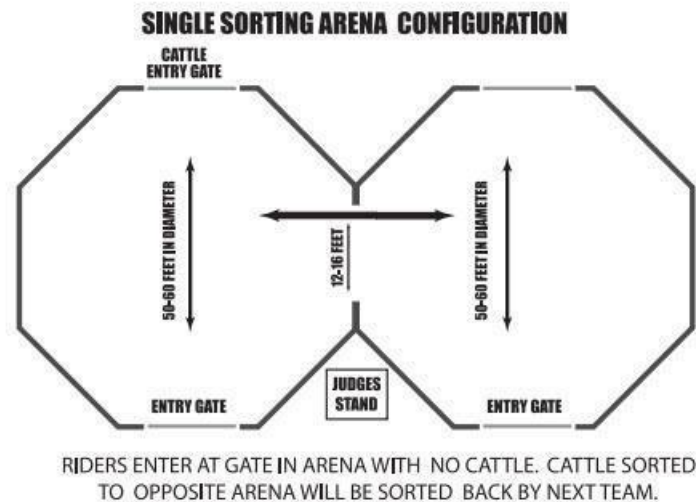 SINGLE SORTING ARENA CONFIGURATION
CATTLE
ENTRY GATE
50-60 FEET IN DIAMETER
12-16 FEET
50-60 FEET IN DIAMETER
ENTRY GATE
JUDGES
STAND
ENTRY GATE
RIDERS ENTER AT GATE IN ARENA WITH NO CATTLE. CATTLE SORTED
TO OPPOSITE ARENA WILL BE SORTED BACK BY NEXT TEAM.